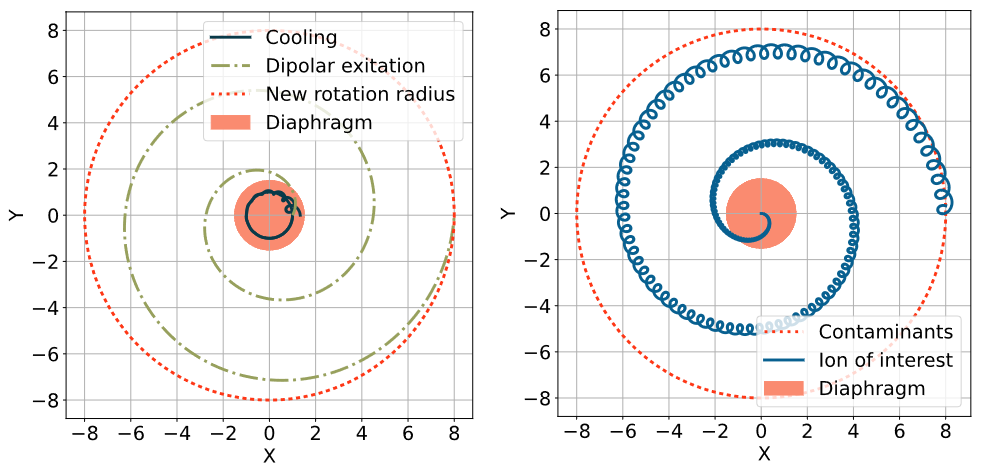 8
6
4
2
0
−2
−4
−6
−8
Y
−8 −6 −4 −2 0 2 4 6 8
X
Cooling
Dipolar exitation
New rotation radius
Diaphragm
8
6
4
2
0
−2
−4
−6
−8
Y
−8 −6 −4 −2 0 2 4 6 8
X
Contaminants
Ion of interest
Diaphragm